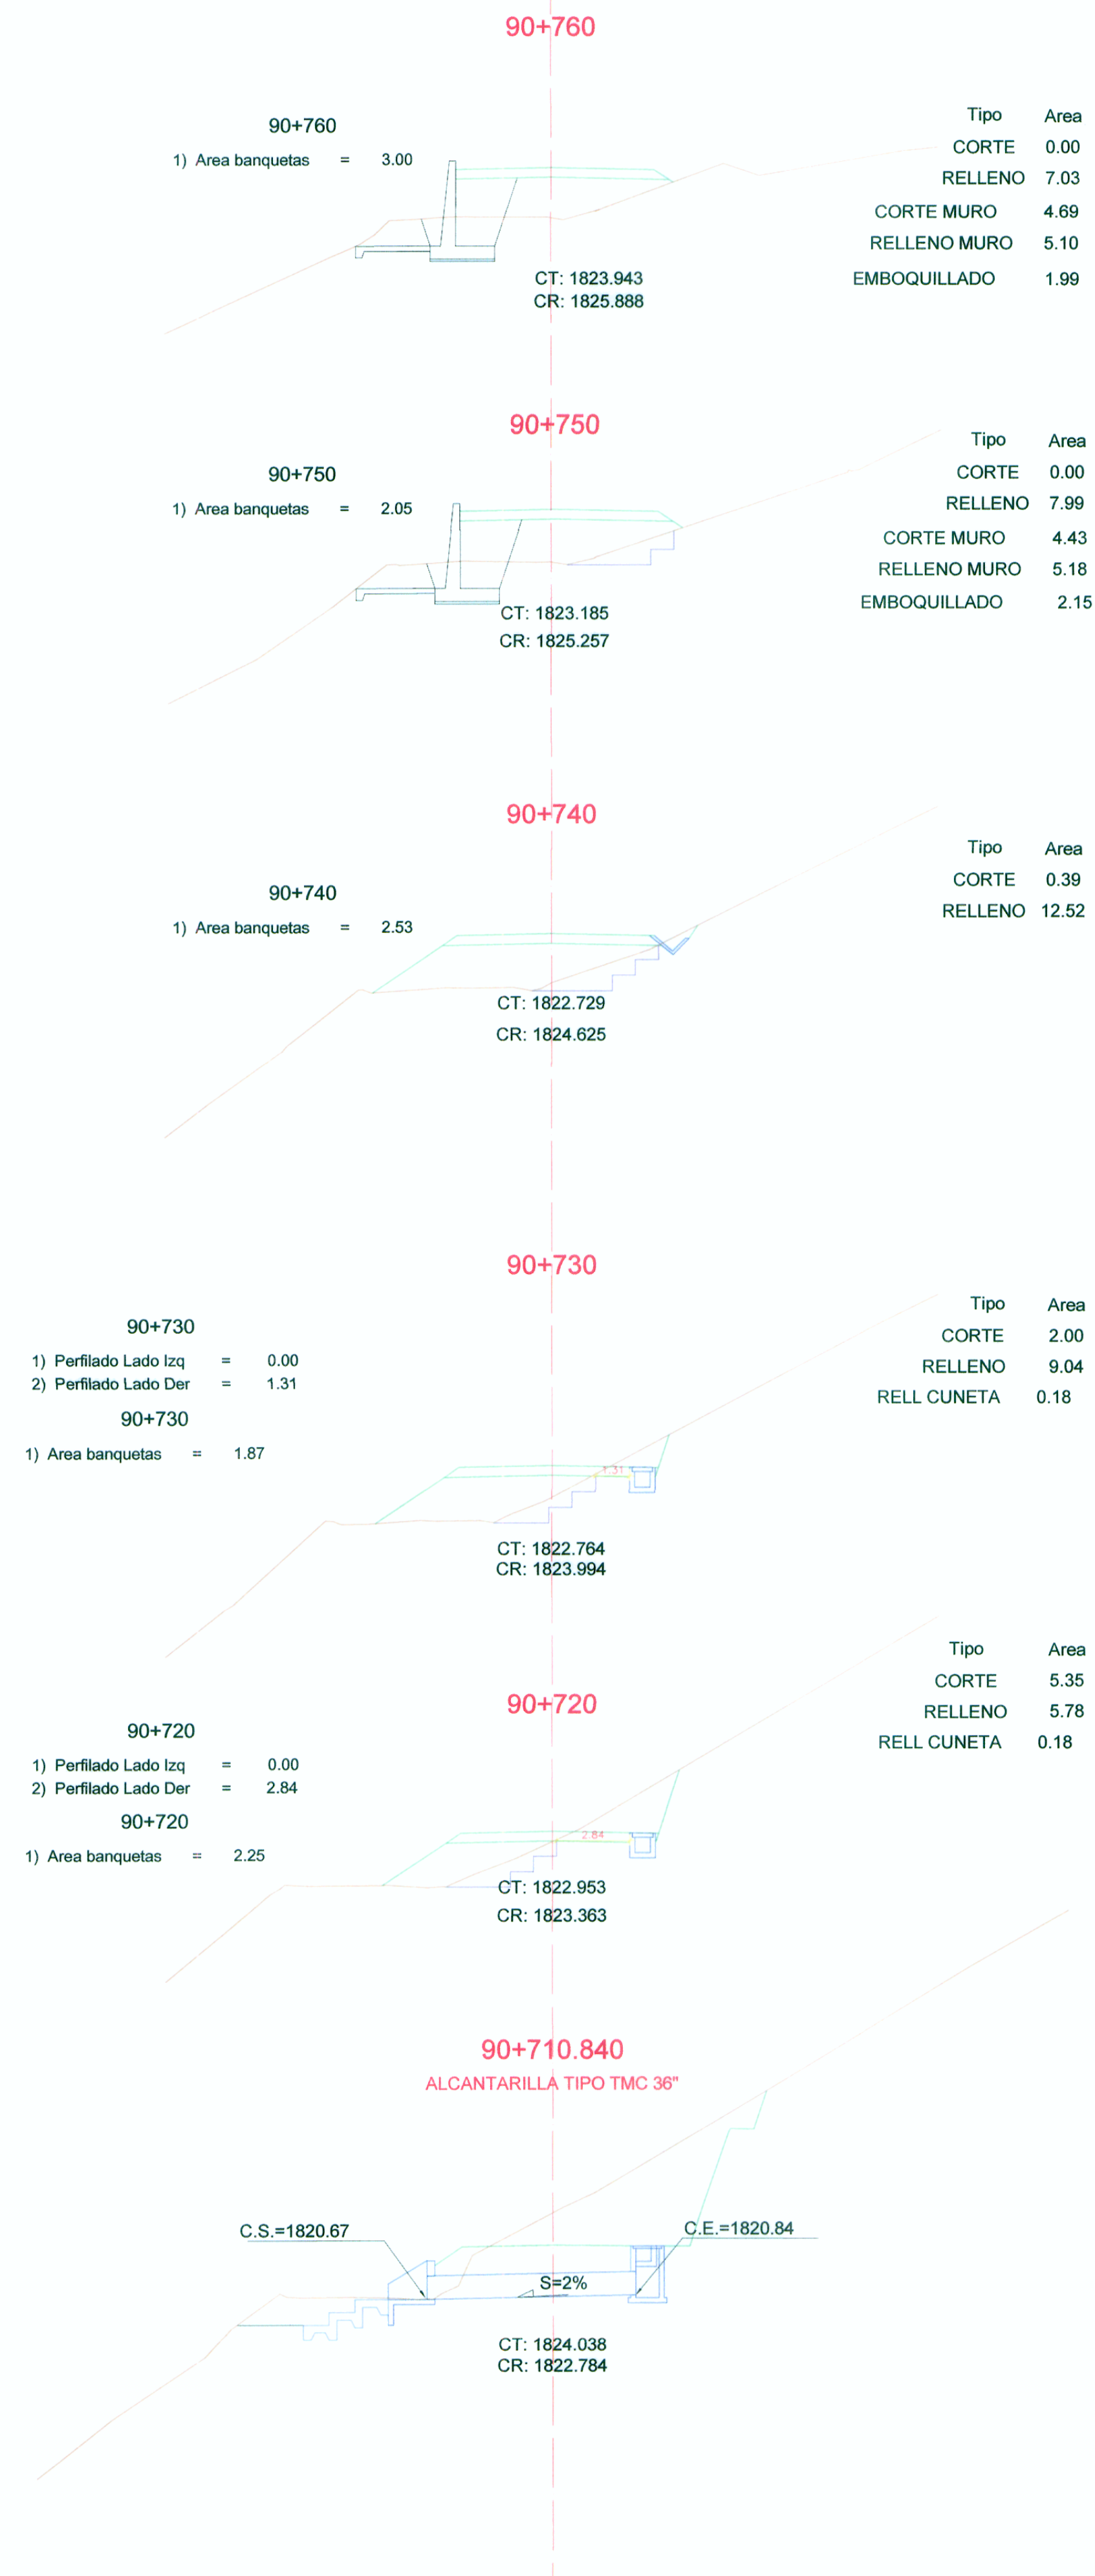 90+760
90+760
1) Area banquetas = 3.00
Tipo Area
CORTE 0.00
RELLENO 7.03
CORTE MURO 4.69
RELLENO MURO 5.10
EMBOQUILLADO 1.99
CT: 1823.943
CR: 1825.888
90+750
90+750
1) Area banquetas = 2.05
Tipo Area
CORTE 0.00
RELLENO 7.99
CORTE MURO 4.43
RELLENO MURO 5.18
EMBOQUILLADO 2.15
CT: 1823.185
CR: 1825.257
90+740
90+740
1) Area banquetas = 2.53
Tipo Area
CORTE 0.39
RELLENO 12.52
CT: 1822.729
CR: 1824.625
90+730
90+730
1) Perfilado Lado Izq = 0.00
2) Perfilado Lado Der = 1.31
90+730
1) Area banquetas = 1.87
Tipo Area
CORTE 2.00
RELLENO 9.04
RELL CUNETA 0.18
1.31
CT: 1822.764
CR: 1823.994
90+720
90+720
1) Perfilado Lado Izq = 0.00
2) Perfilado Lado Der = 2.84
90+720
1) Area banquetas = 2.25
Tipo Area
CORTE 5.35
RELLENO 5.78
RELL CUNETA 0.18
2.84
CT: 1822.953
CR: 1823.363
90+710.840
ALCANTARILLA TIPO TMC 36"
C.S.=1820.67
C.E.=1820.84
S=2%
CT: 1824.038
CR: 1822.784